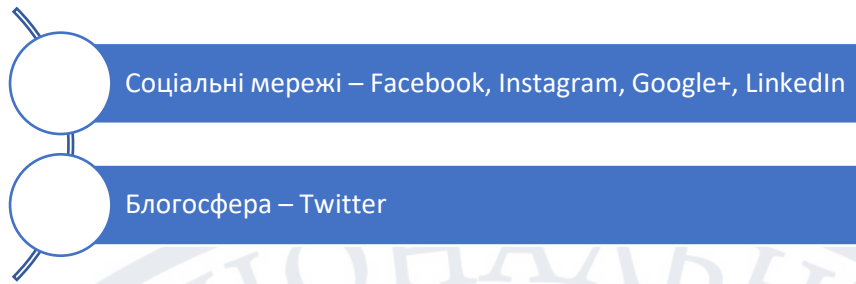 Соціальні мережі – Facebook, Instagram, Google+, LinkedIn
Блогосфера – Twitter